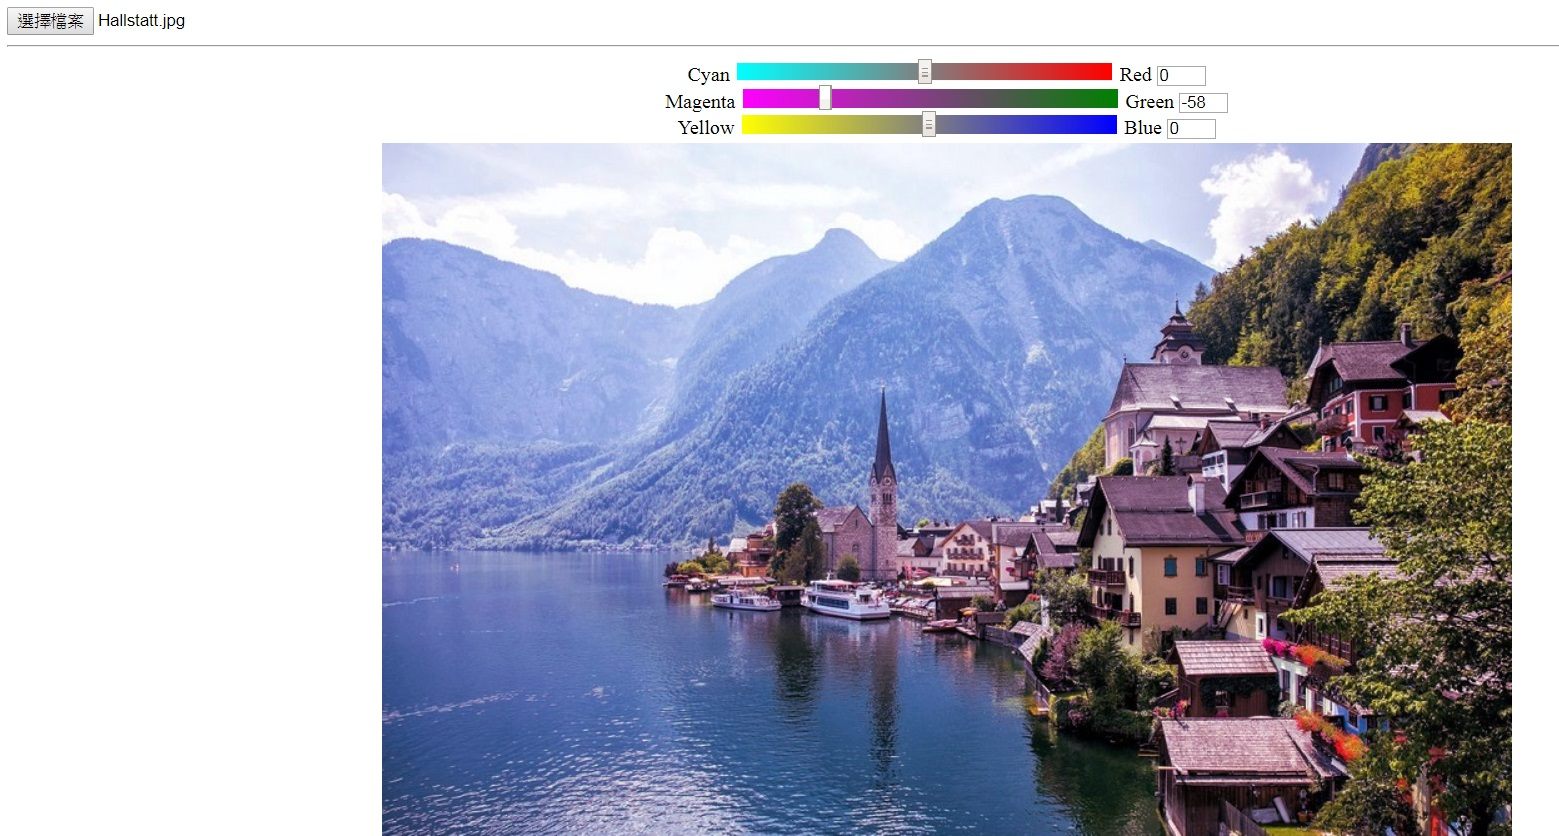 選擇檔案 Hallstatt.jpg
Cyan Red 0
Magenta Green -58
Yellow Blue 0